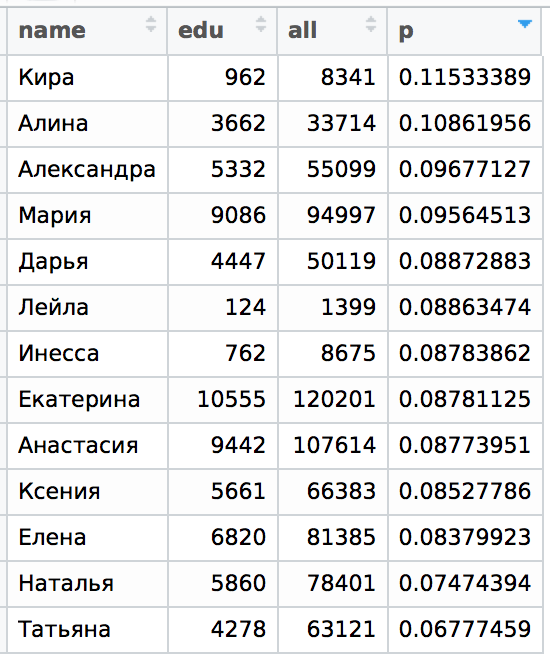 name edu all p
Кира 962 8341 0.11533389
Алина 3662 33714 0.10861956
Александра 5332 55099 0.09677127
Мария 9086 94997 0.09564513
Дарья 4447 50119 0.08872883
Лейла 124 1399 0.08863474
Инесса 762 8675 0.08783862
Екатерина 10555 120201 0.08781125
Анастасия 9442 107614 0.08773951
Ксения 5661 66383 0.08527786
Елена 6820 81385 0.08379923
Наталья 5860 78401 0.07474394
Татьяна 4278 63121 0.06777459